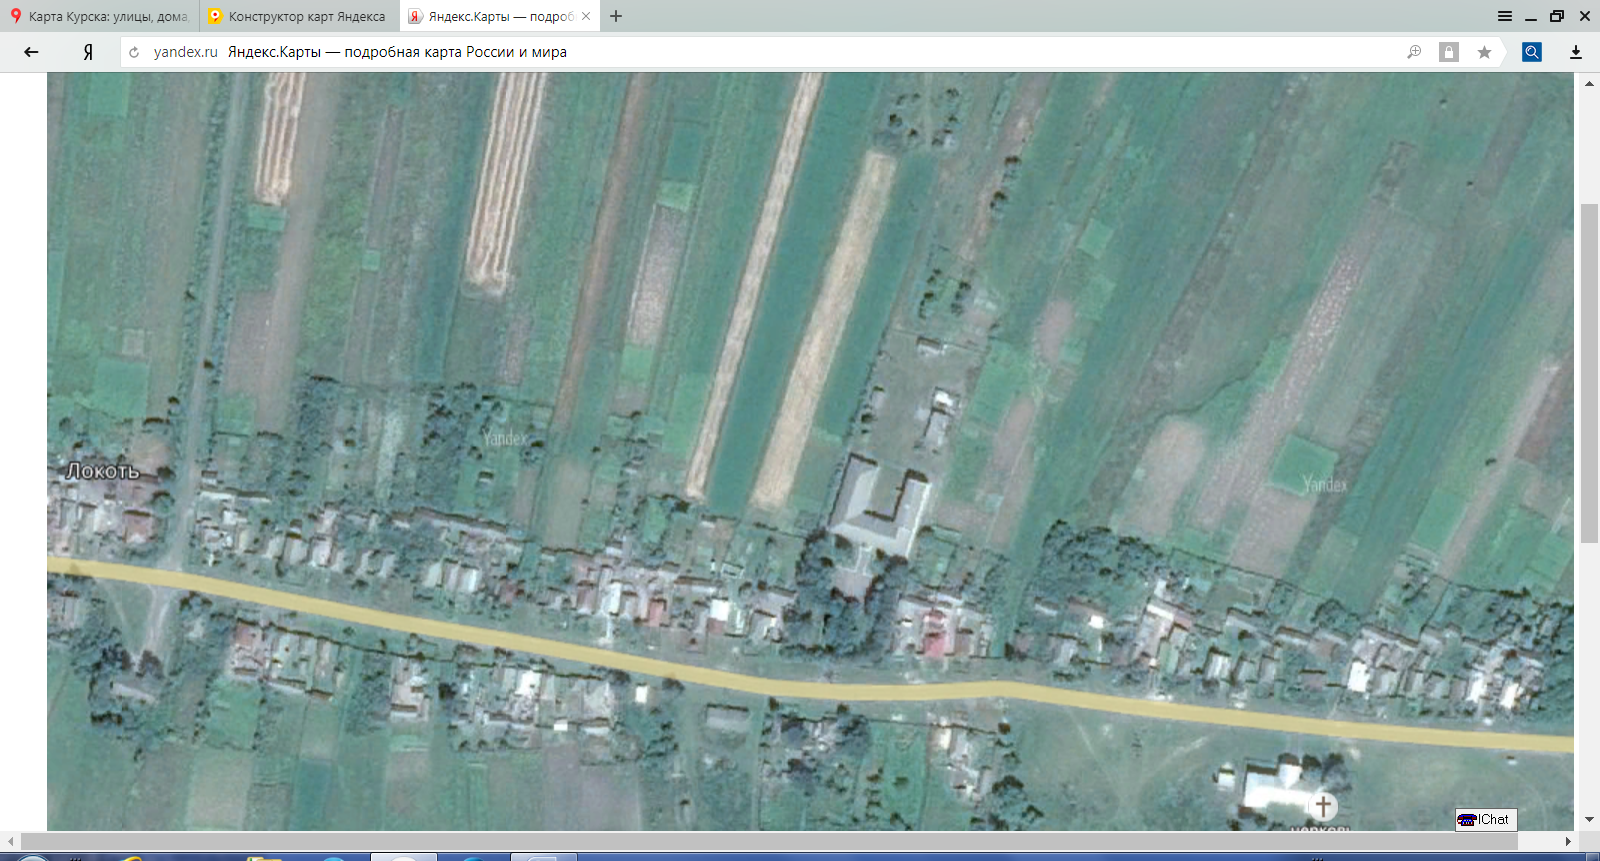 Карта Курска: улицы, дома,
Конструктор карт Яндекса
Яндекс.Карты — подроб
Я
yandex.ru Яндекс.Карты — подробная карта России и мира
Yandex
Локоть
Yandex
IChat
церковь